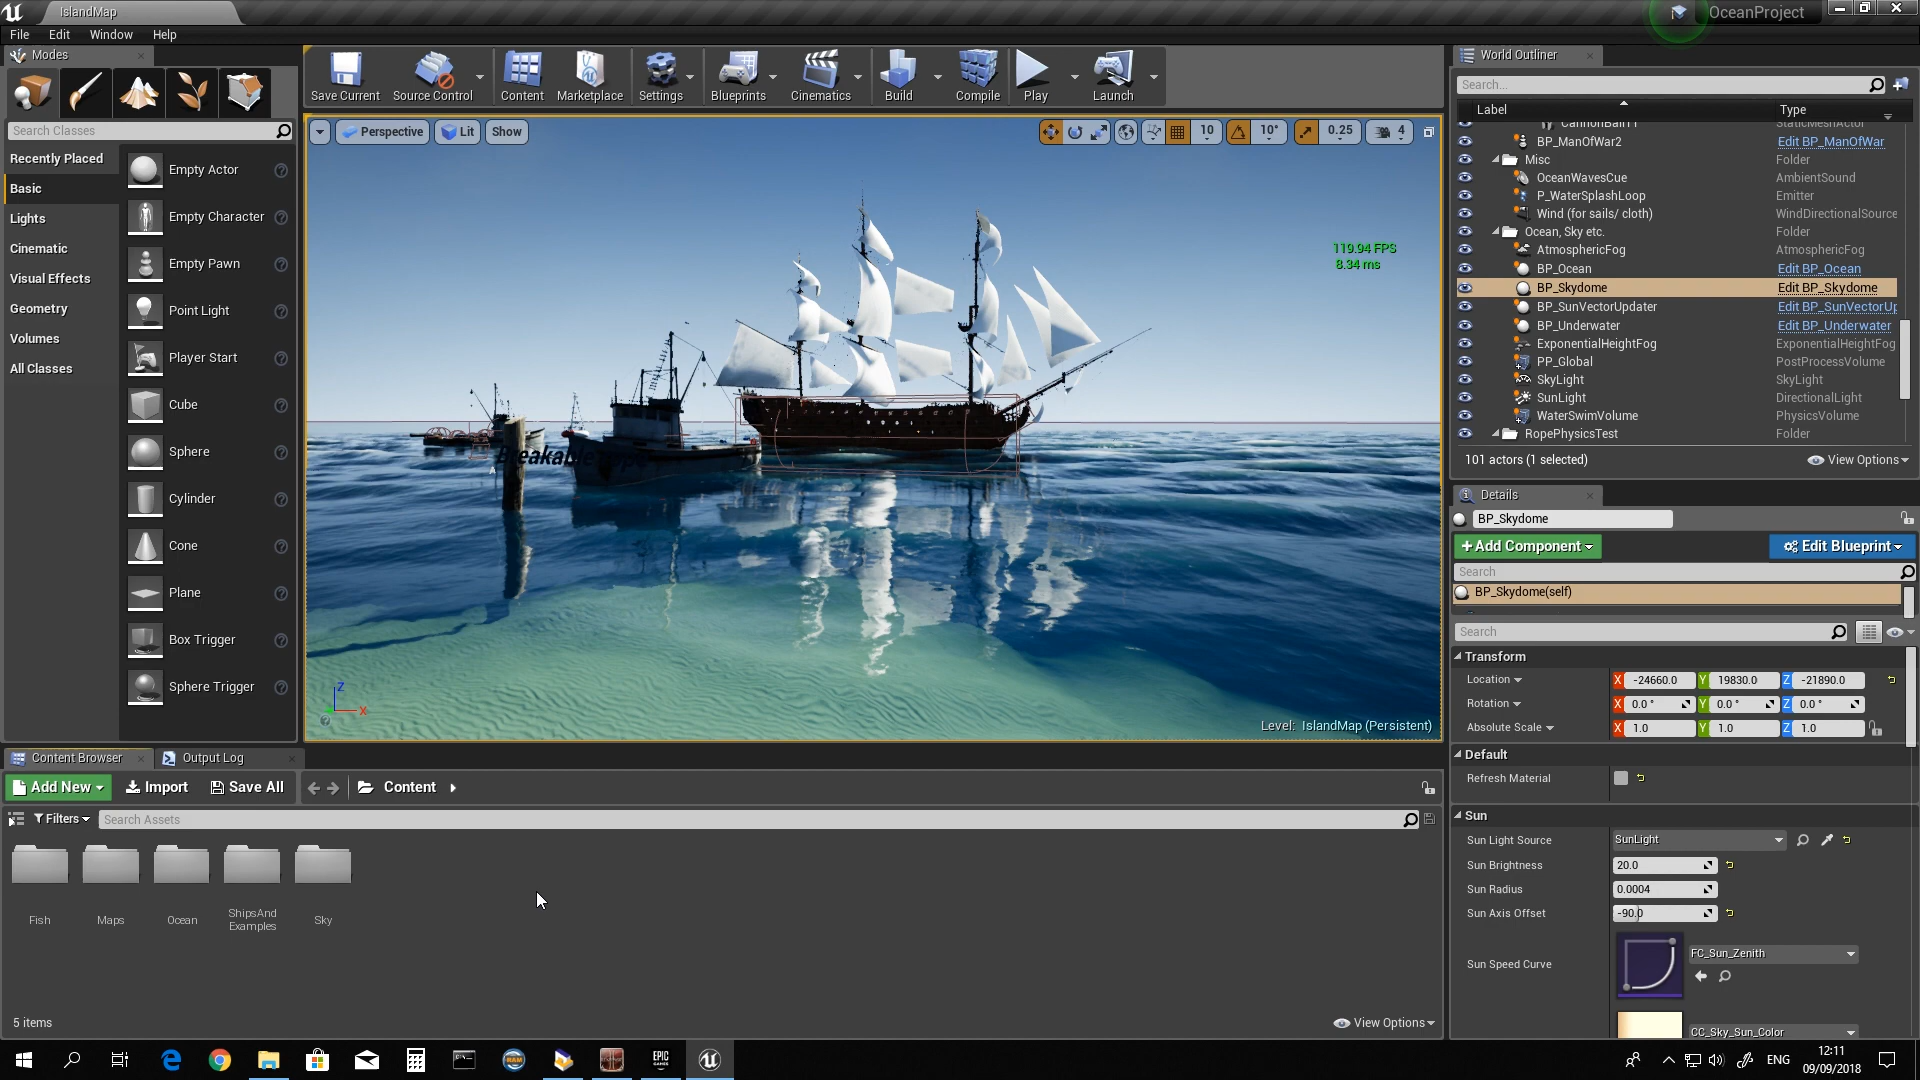 IslandMap
OceanProject
File Edit Window Help
Modes
Search Classes
Recently Placed
Basic
Lights
Cinematic
Visual Effects
Geometry
Volumes
All Classes
Empty Actor
Empty Character
Empty Pawn
Point Light
Player Start
Cube
Sphere
Cylinder
Cone
Plane
Box Trigger
Sphere Trigger
Save Current Source Control Content Marketplace Settings Blueprints Cinematics Build Compile Play Launch
Perspective Lit Show
10 10° 0.25 4
119.94 FPS
8.34 ms
Breakable
Z
X
Level: IslandMap (Persistent)
World Outliner
Search...
Label Type
CannonBall11 StaticMeshActor
BP_ManOfWar2 Edit BP_ManOfWar
Misc Folder
OceanWavesCue AmbientSound
P_WaterSplashLoop Emitter
Wind (for sails/ cloth) WindDirectionalSource
Ocean, Sky etc. Folder
AtmosphericFog AtmosphericFog
BP_Ocean Edit BP_Ocean
BP_Skydome Edit BP_Skydome
BP_SunVectorUpdater Edit BP_SunVectorUp
BP_Underwater Edit BP_Underwater
ExponentialHeightFog ExponentialHeightFog
PP_Global PostProcessVolume
SkyLight SkyLight
SunLight DirectionalLight
WaterSwimVolume PhysicsVolume
RopePhysicsTest Folder
101 actors (1 selected) View Options
Details
BP_Skydome
+Add Component Edit Blueprint
Search
BP_Skydome(self)
Search
Transform
Location X -24660.0 Y 19830.0 Z -21890.0
Rotation X 0.0 ° Y 0.0 ° Z 0.0 °
Absolute Scale X 1.0 Y 1.0 Z 1.0
Default
Refresh Material
Sun
Sun Light Source SunLight
Sun Brightness 20.0
Sun Radius 0.0004
Sun Axis Offset -90.0
Sun Speed Curve FC_Sun_Zenith
CC_Sky_Sun_Color
Content Browser Output Log
Add New Import Save All Content
Filters Search Assets
Fish
Maps
Ocean
ShipsAnd
Examples
Sky
5 items View Options
EPIC
GAMES
ENG
12:11
09/09/2018